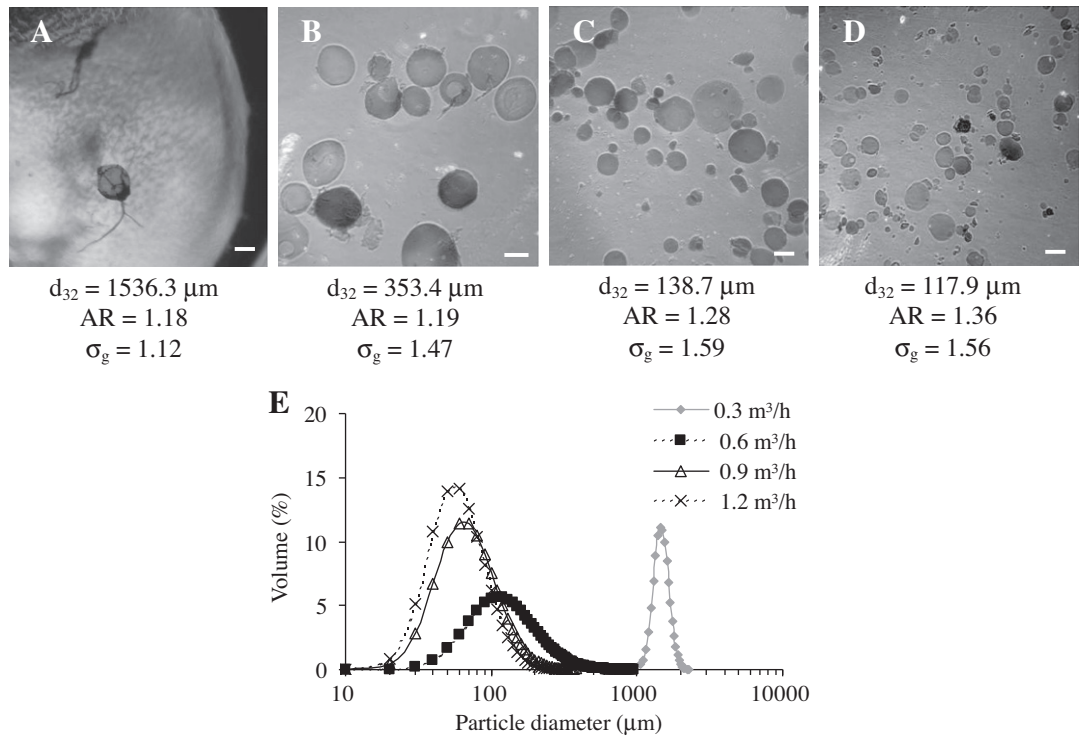 A
B
C
D
d32 = 1536.3 μm
AR = 1.18
σg = 1.12
d32 = 353.4 μm
AR = 1.19
σg = 1.47
d32 = 138.7 μm
AR = 1.28
σg = 1.59
d32 = 117.9 μm
AR = 1.36
σg = 1.56
E
0.3 m³/h
0.6 m³/h
0.9 m³/h
1.2 m³/h
Volume (%)
20
15
10
5
0
10
100
1000
10000
Particle diameter (μm)